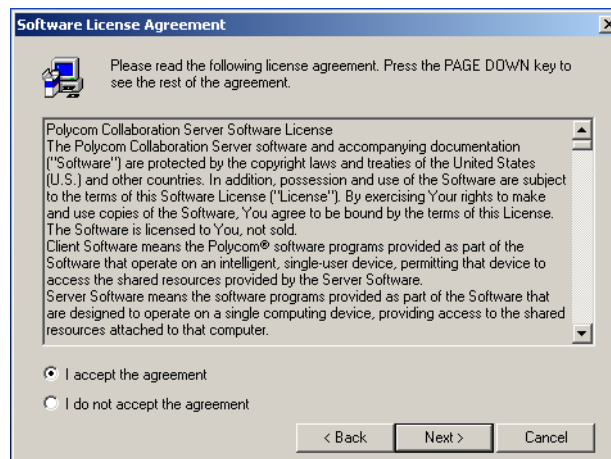 Software License Agreement
Please read the following license agreement. Press the PAGE DOWN key to
see the rest of the agreement.
Polycom Collaboration Server Software License
The Polycom Collaboration Server software and accompanying documentation
("Software") are protected by the copyright laws and treaties of the United States
(U.S.) and other countries. In addition, possession and use of the Software are subject
to the terms of this Software License ("License"). By exercising Your rights to make
and use copies of the Software, You agree to be bound by the terms of this License.
The Software is licensed to You, not sold.
Client Software means the Polycom® software programs provided as part of the
Software that operate on an intelligent, single-user device, permitting that device to
access the shared resources provided by the Server Software.
Server Software means the software programs provided as part of the Software that
are designed to operate on a single computing device, providing access to the shared
resources attached to that computer.
I accept the agreement
I do not accept the agreement
< Back Next > Cancel